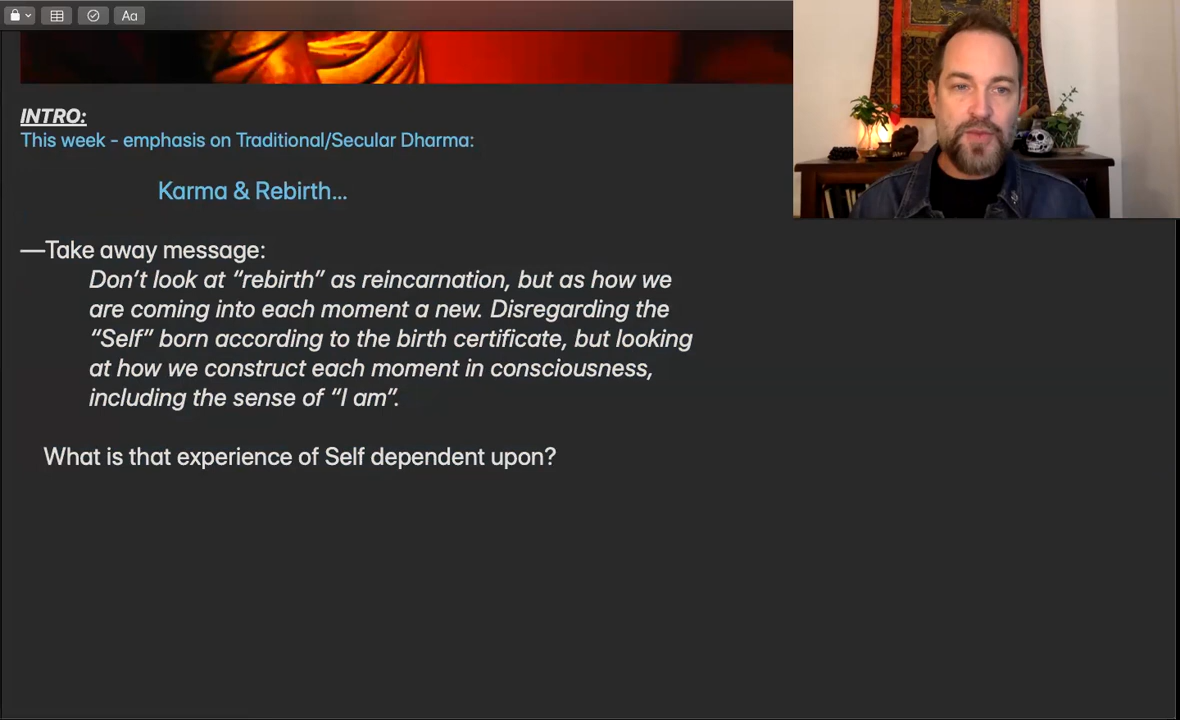 Aa
INTRO:
This week - emphasis on Traditional/Secular Dharma:
Karma & Rebirth...
—Take away message:
Don't look at “rebirth” as reincarnation, but as how we
are coming into each moment a new. Disregarding the
“Self” born according to the birth certificate, but looking
at how we construct each moment in consciousness,
including the sense of “I am”.
What is that experience of Self dependent upon?